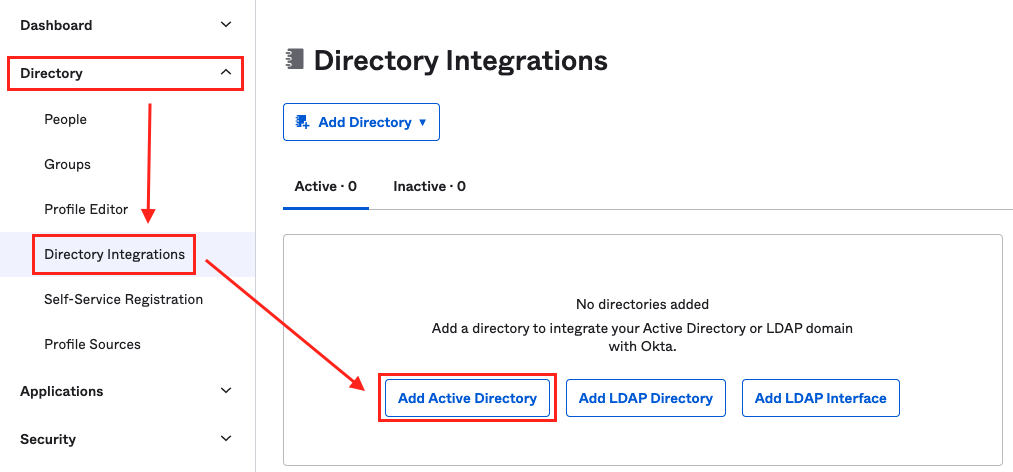 Dashboard
Directory
People
Groups
Profile Editor
Directory Integrations
Self-Service Registration
Profile Sources
Applications
Security
Directory Integrations
Add Directory
Active · 0
Inactive · 0
No directories added
Add a directory to integrate your Active Directory or LDAP domain
with Okta.
Add Active Directory
Add LDAP Directory
Add LDAP Interface